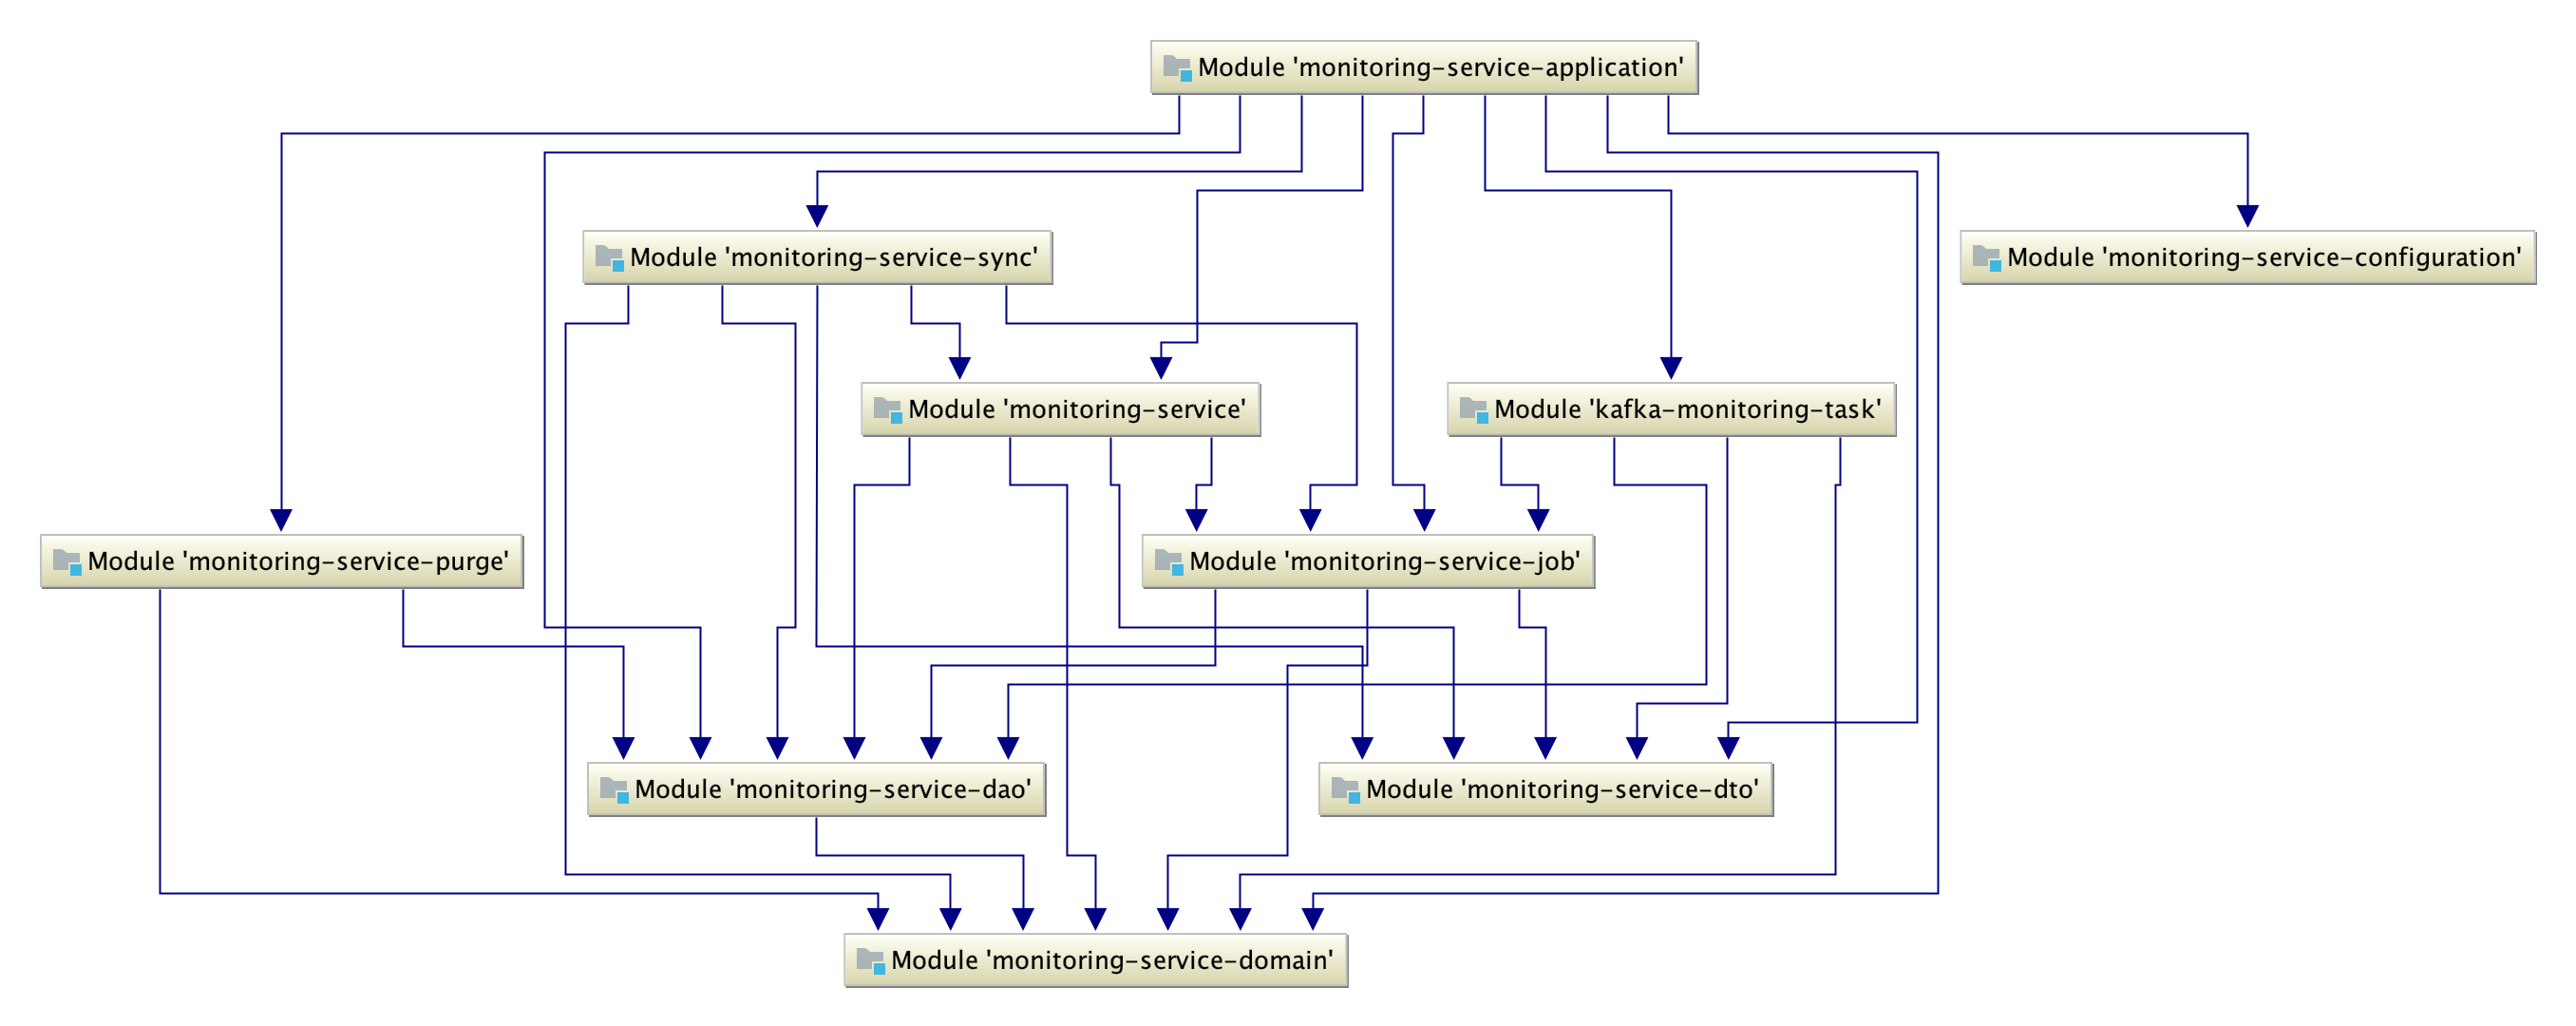 Module 'monitoring-service-application'
Module 'monitoring-service-sync'
Module 'monitoring-service-configuration'
Module 'monitoring-service'
Module 'kafka-monitoring-task'
Module 'monitoring-service-purge'
Module 'monitoring-service-job'
Module 'monitoring-service-dao'
Module 'monitoring-service-dto'
Module 'monitoring-service-domain'